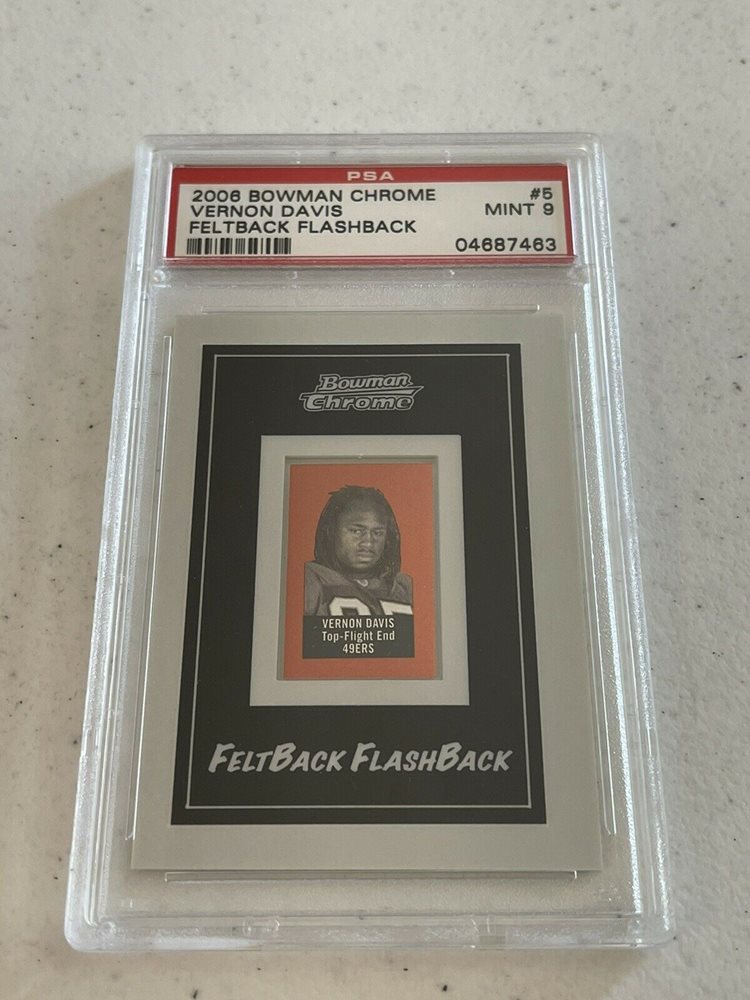 PSA
2006 BOWMAN CHROME #5
VERNON DAVIS MINT 9
FELTBACK FLASHBACK
04687463
Bowman
Chrome
VERNON DAVIS
Top-Flight End
49ERS
FELTBACK FLASHBACK